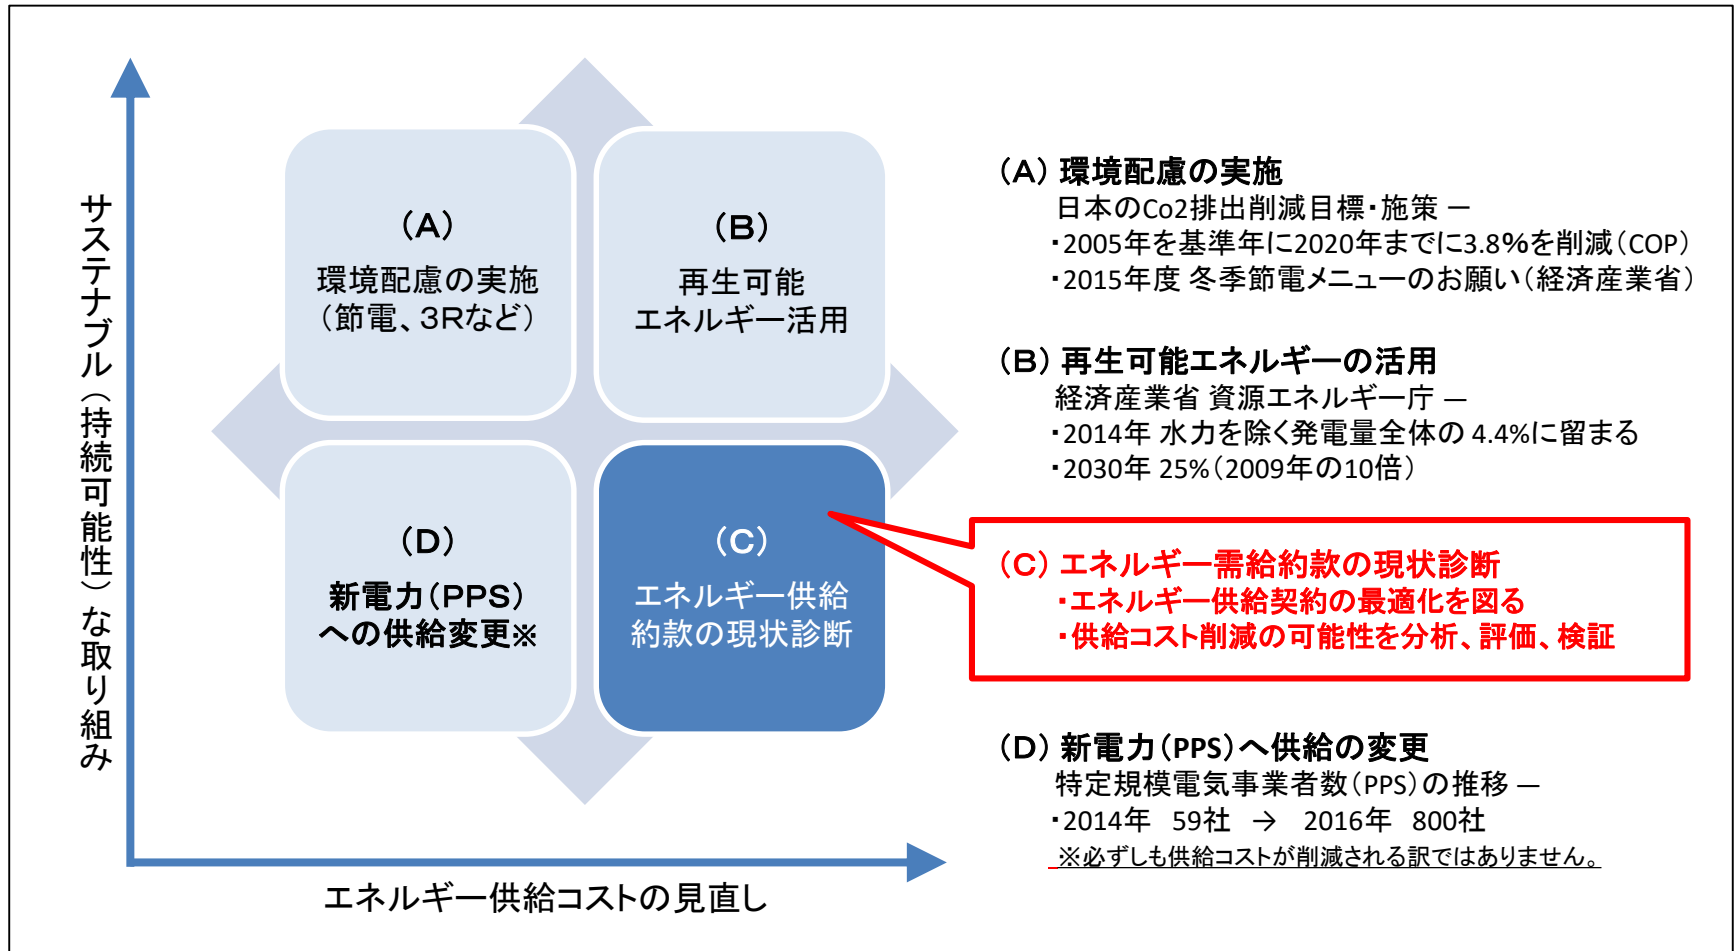 サステナブル（持続可能性）な取り組み
（A）
環境配慮の実施
（節電、3Rなど）
（B）
再生可能
エネルギー活用
（D）
新電力（PPS）
への供給変更※
（C）
エネルギー供給
約款の現状診断
エネルギー供給コストの見直し
（A）環境配慮の実施
日本のCo2排出削減目標・施策 ―
・2005年を基準年に2020年までに3.8％を削減（COP）
・2015年度 冬季節電メニューのお願い（経済産業省）
（B）再生可能エネルギーの活用
経済産業省 資源エネルギー庁 ―
・2014年 水力を除く発電量全体の 4.4%に留まる
・2030年 25%（2009年の10倍）
（C）エネルギー需給約款の現状診断
・エネルギー供給契約の最適化を図る
・供給コスト削減の可能性を分析、評価、検証
（D）新電力（PPS）へ供給の変更
特定規模電気事業者数（PPS）の推移 ―
・2014年 59社 → 2016年 800社
※必ずしも供給コストが削減される訳ではありません。